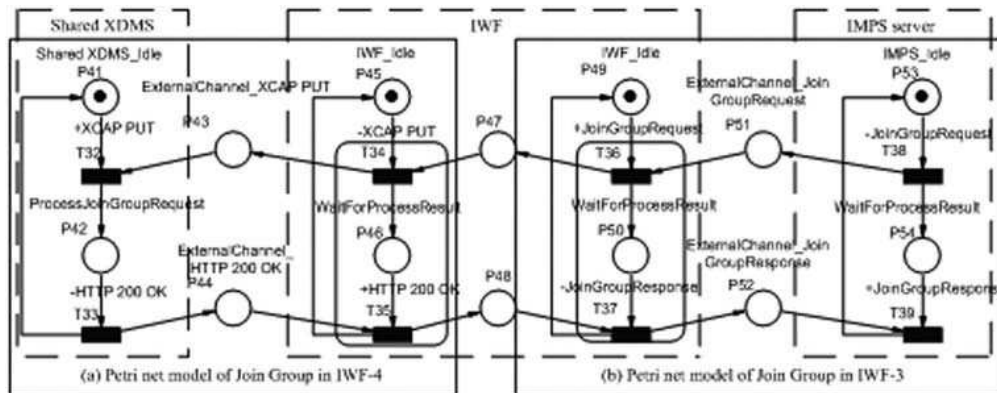 Shared XDMS
IWF
IMPS server
Shared XDMS_Idle
P41
IWF_Idle
P45
IWF_Idle
P49
IMPS_Idle
P53
ExternalChannel_XCAP PUT
ExternalChannel_Join
GroupRequest
+XCAP PUT
P43
-XCAP PUT
P47
+JoinGroupRequest
P51
-JoinGroupRequest
T32
T34
T36
T38
ProcessJoinGroupRequest
WaitForProcessResult
WaitForProcessResult
WaitForProcessResult
P42
P46
P50
P54
ExternalChannel_
HTTP 200 OK
P44
ExternalChannel_Join
GroupResponse
-HTTP 200 OK
+HTTP 200 OK
P48
-JoinGroupResponse
P52
+JoinGroupResponse
T33
T35
T37
T39
(a) Petri net model of Join Group in IWF-4
(b) Petri net model of Join Group in IWF-3